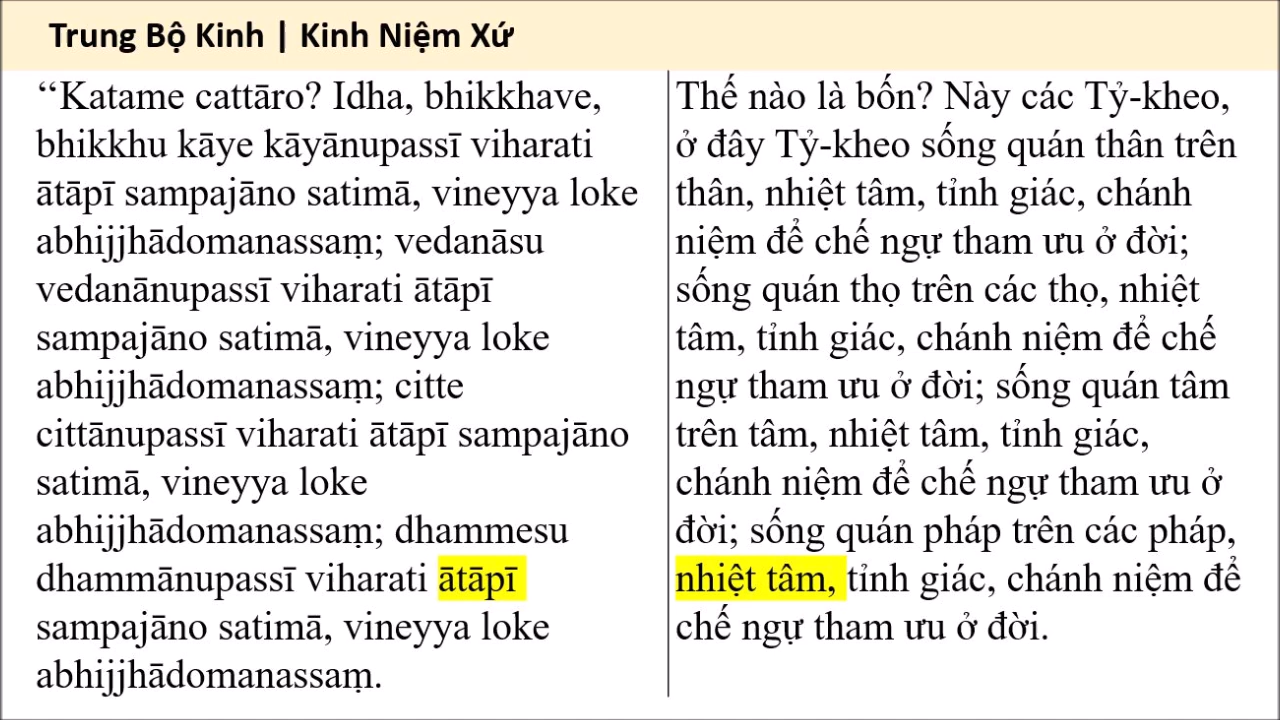 Trung Bộ Kinh | Kinh Niệm Xứ
‘‘Katame cattāro? Idha, bhikkhave,
bhikkhu kāye kāyānupassī viharati
ātāpī sampajāno satimā, vineyya loke
abhijjhādomanassaṃ; vedanāsu
vedanānupassī viharati ātāpī
sampajāno satimā, vineyya loke
abhijjhādomanassaṃ; citte
cittānupassī viharati ātāpī sampajāno
satimā, vineyya loke
abhijjhādomanassaṃ; dhammesu
dhammānupassī viharati ātāpī
sampajāno satimā, vineyya loke
abhijjhādomanassaṃ.
Thế nào là bốn? Này các Tỷ-kheo,
ở đây Tỷ-kheo sống quán thân trên
thân, nhiệt tâm, tỉnh giác, chánh
niệm để chế ngự tham ưu ở đời;
sống quán thọ trên các thọ, nhiệt
tâm, tỉnh giác, chánh niệm để chế
ngự tham ưu ở đời; sống quán tâm
trên tâm, nhiệt tâm, tỉnh giác,
chánh niệm để chế ngự tham ưu ở
đời; sống quán pháp trên các pháp,
nhiệt tâm, tỉnh giác, chánh niệm để
chế ngự tham ưu ở đời.